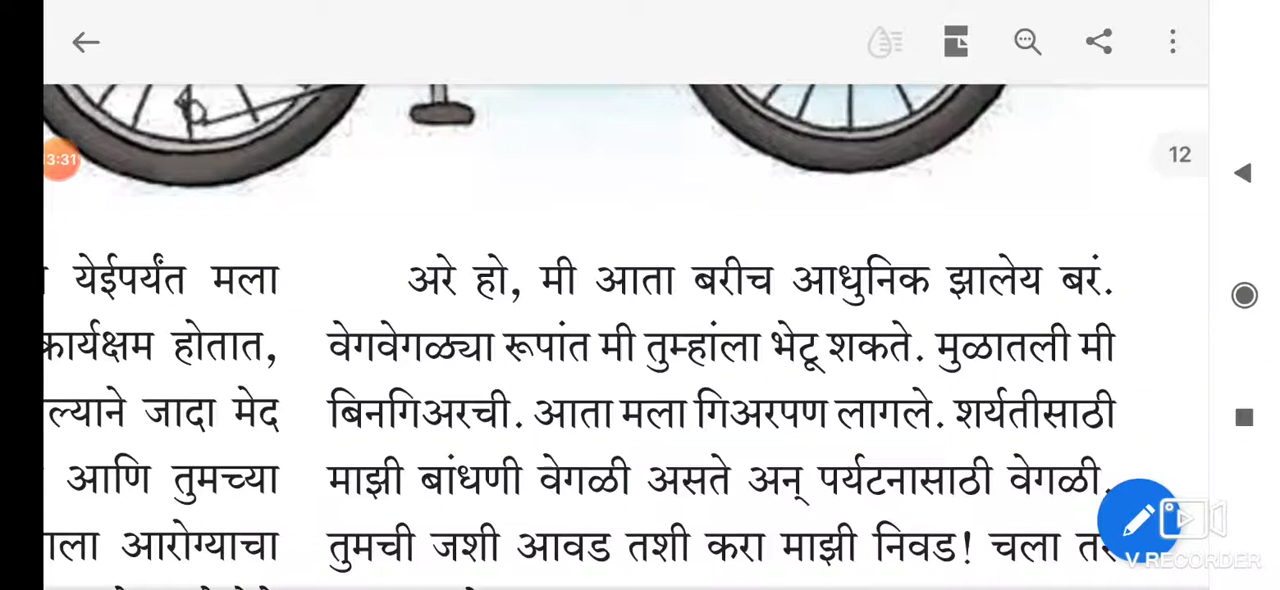 12
3:31
येईपर्यंत मला
कार्यक्षम होतात,
ल्याने जादा मेद
आणि तुमच्या
ाला आरोग्याचा
अरे हो, मी आता बरीच आधुनिक झालेय बरं.
वेगवेगळ्या रूपांत मी तुम्हांला भेटू शकते. मुळातली मी
बिनगिअरची. आता मला गिअरपण लागले. शर्यतीसाठी
माझी बांधणी वेगळी असते अन् पर्यटनासाठी वेगळी.
तुमची जशी आवड तशी करा माझी निवड! चला तर
V RECORDER